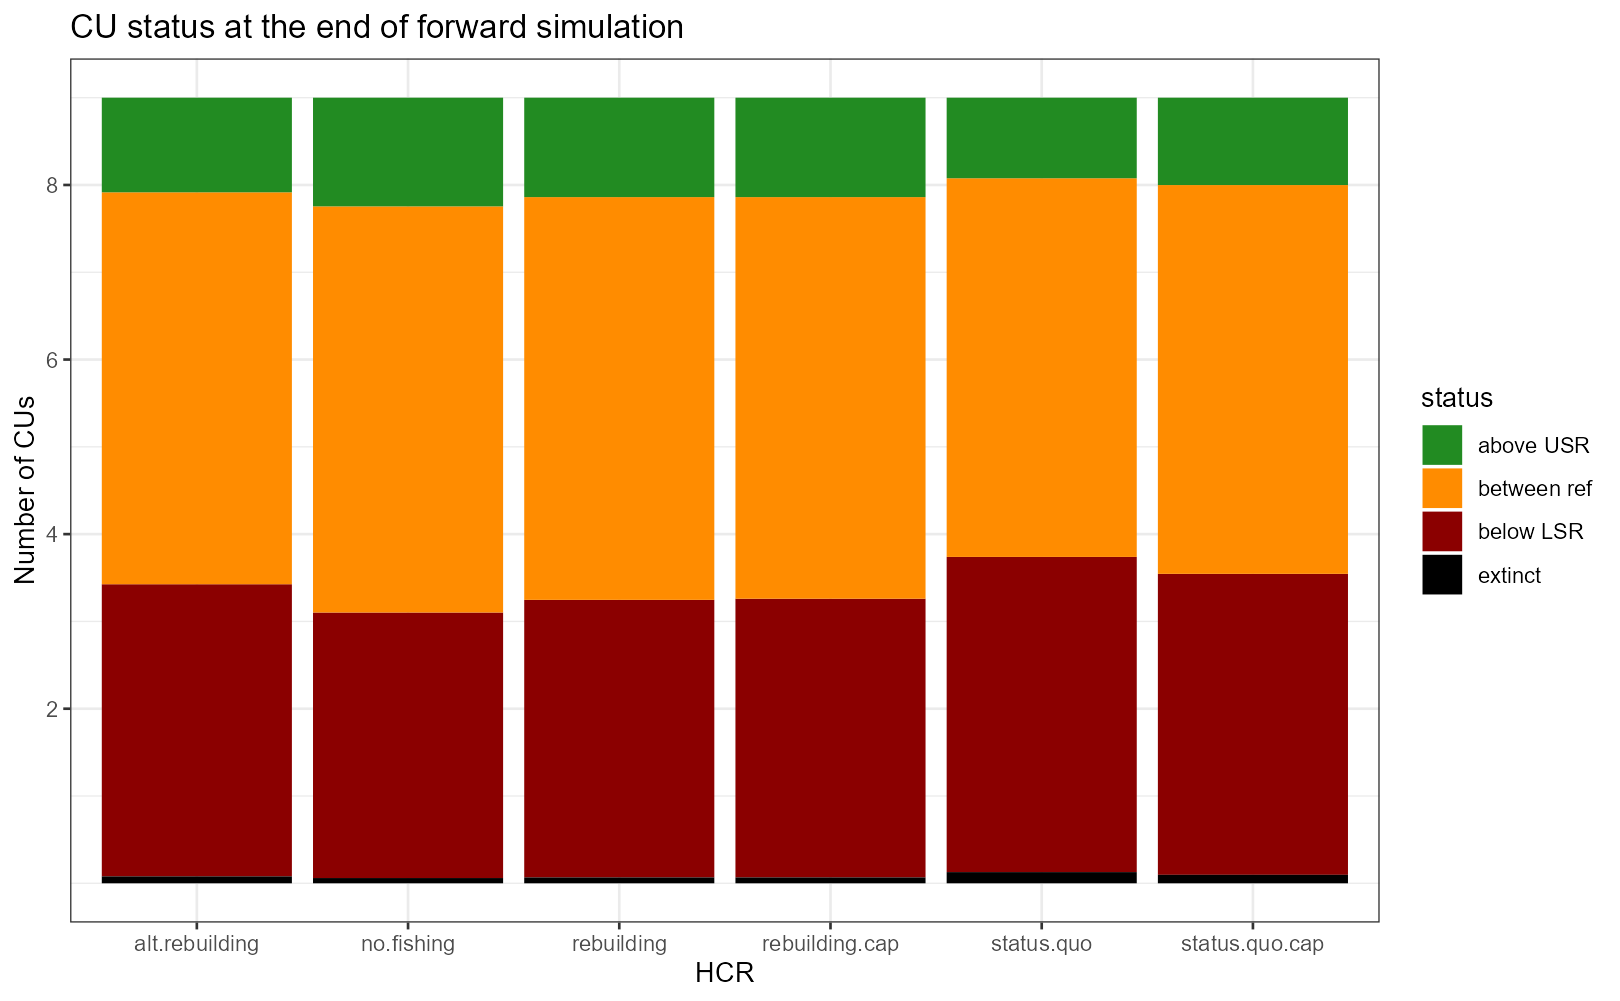 CU status at the end of forward simulation
Number of CUs
8
6
4
2
alt.rebuilding
no.fishing
rebuilding
rebuilding.cap
status.quo
status.quo.cap
HCR
status
above USR
between ref
below LSR
extinct